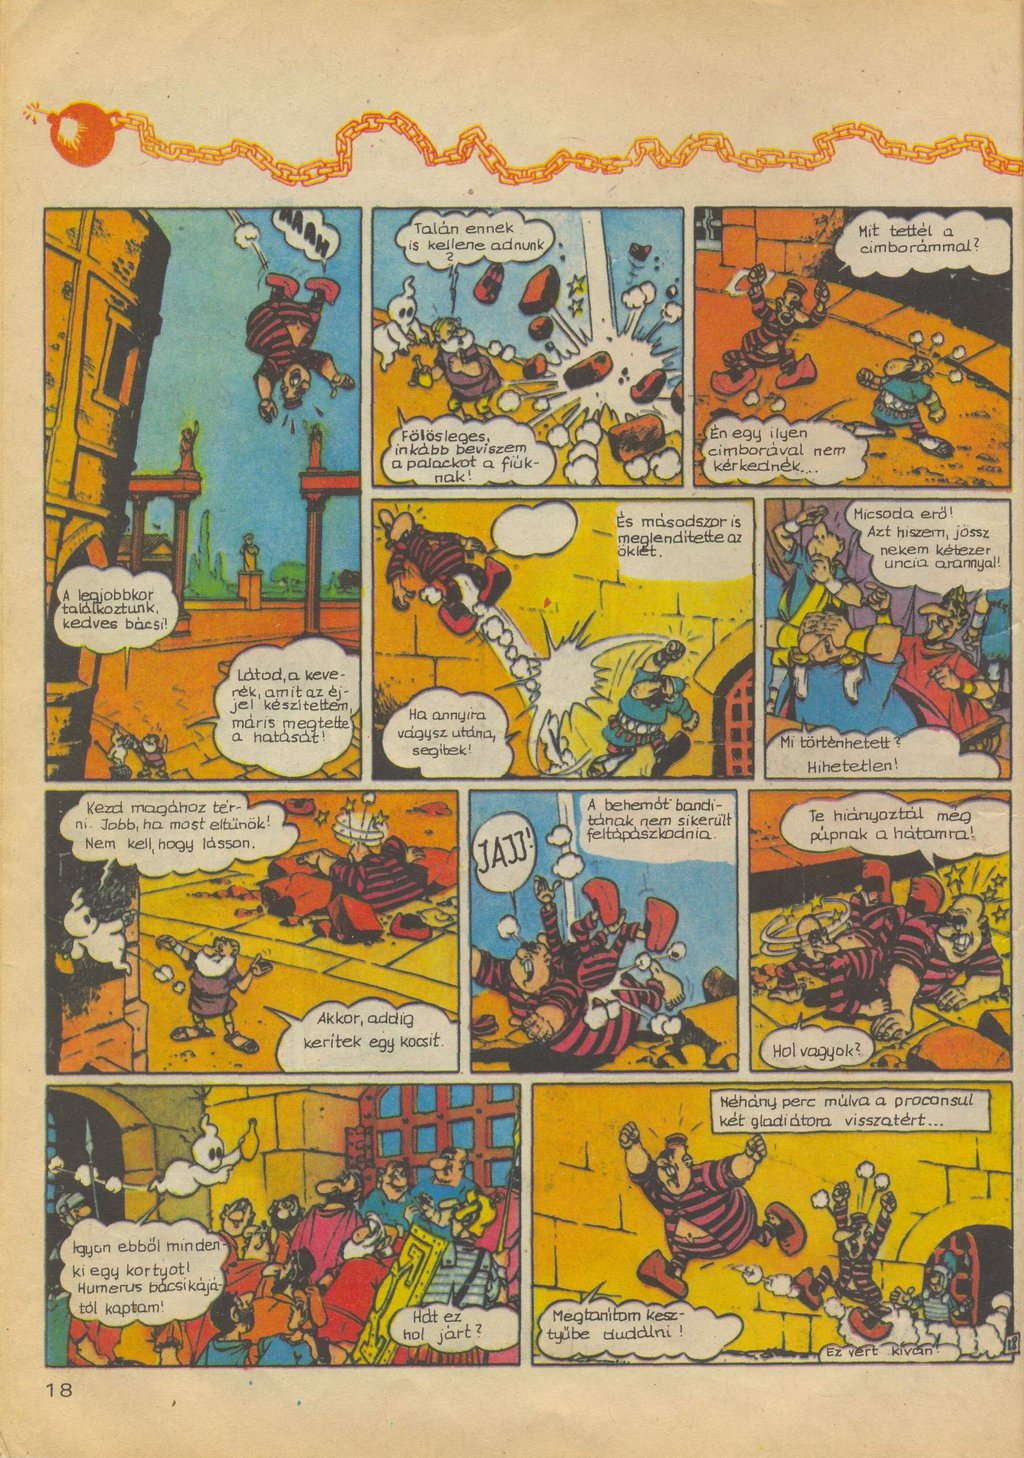 HAAH
A legjobbkor
találkoztunk,
kedves bácsi!
Látod, a keve-
rék, amit az éj-
jel készítettem,
máris megtette
a hatását!
Talán ennek
is kellene adnunk
?
Fölösleges,
inkább beviszem
a palackot a fiúk-
nak!
Mit tettél a
cimborámmal?
Én egy ilyen
cimborával nem
kérkednék...
És másodszor is
meglendítette az
öklét.
Ha annyira
vágysz utána,
segítek!
Micsoda erő!
Azt hiszem, jössz
nekem kétezer
uncia arannyal!
Mi történhetett?
Hihetetlen!
Kezd magához tér-
ni. Jobb, ha most eltűnök!
Nem kell, hogy lásson.
Akkor, addig
kerítek egy kocsit.
JAJJ!
A behemót bandi-
tának nem sikerült
feltápászkodnia.
Te hiányoztál még
púpnak a hátamra!
Hol vagyok?
Igyon ebből minden-
ki egy kortyot!
Humerus bácsikájá-
tól kaptam!
Hát ez
hol járt?
Néhány perc múlva a proconsul
két gladiátora visszatért...
Megtanítom kesz-
tyűbe dudálni!
Ez vért kíván!
18
18